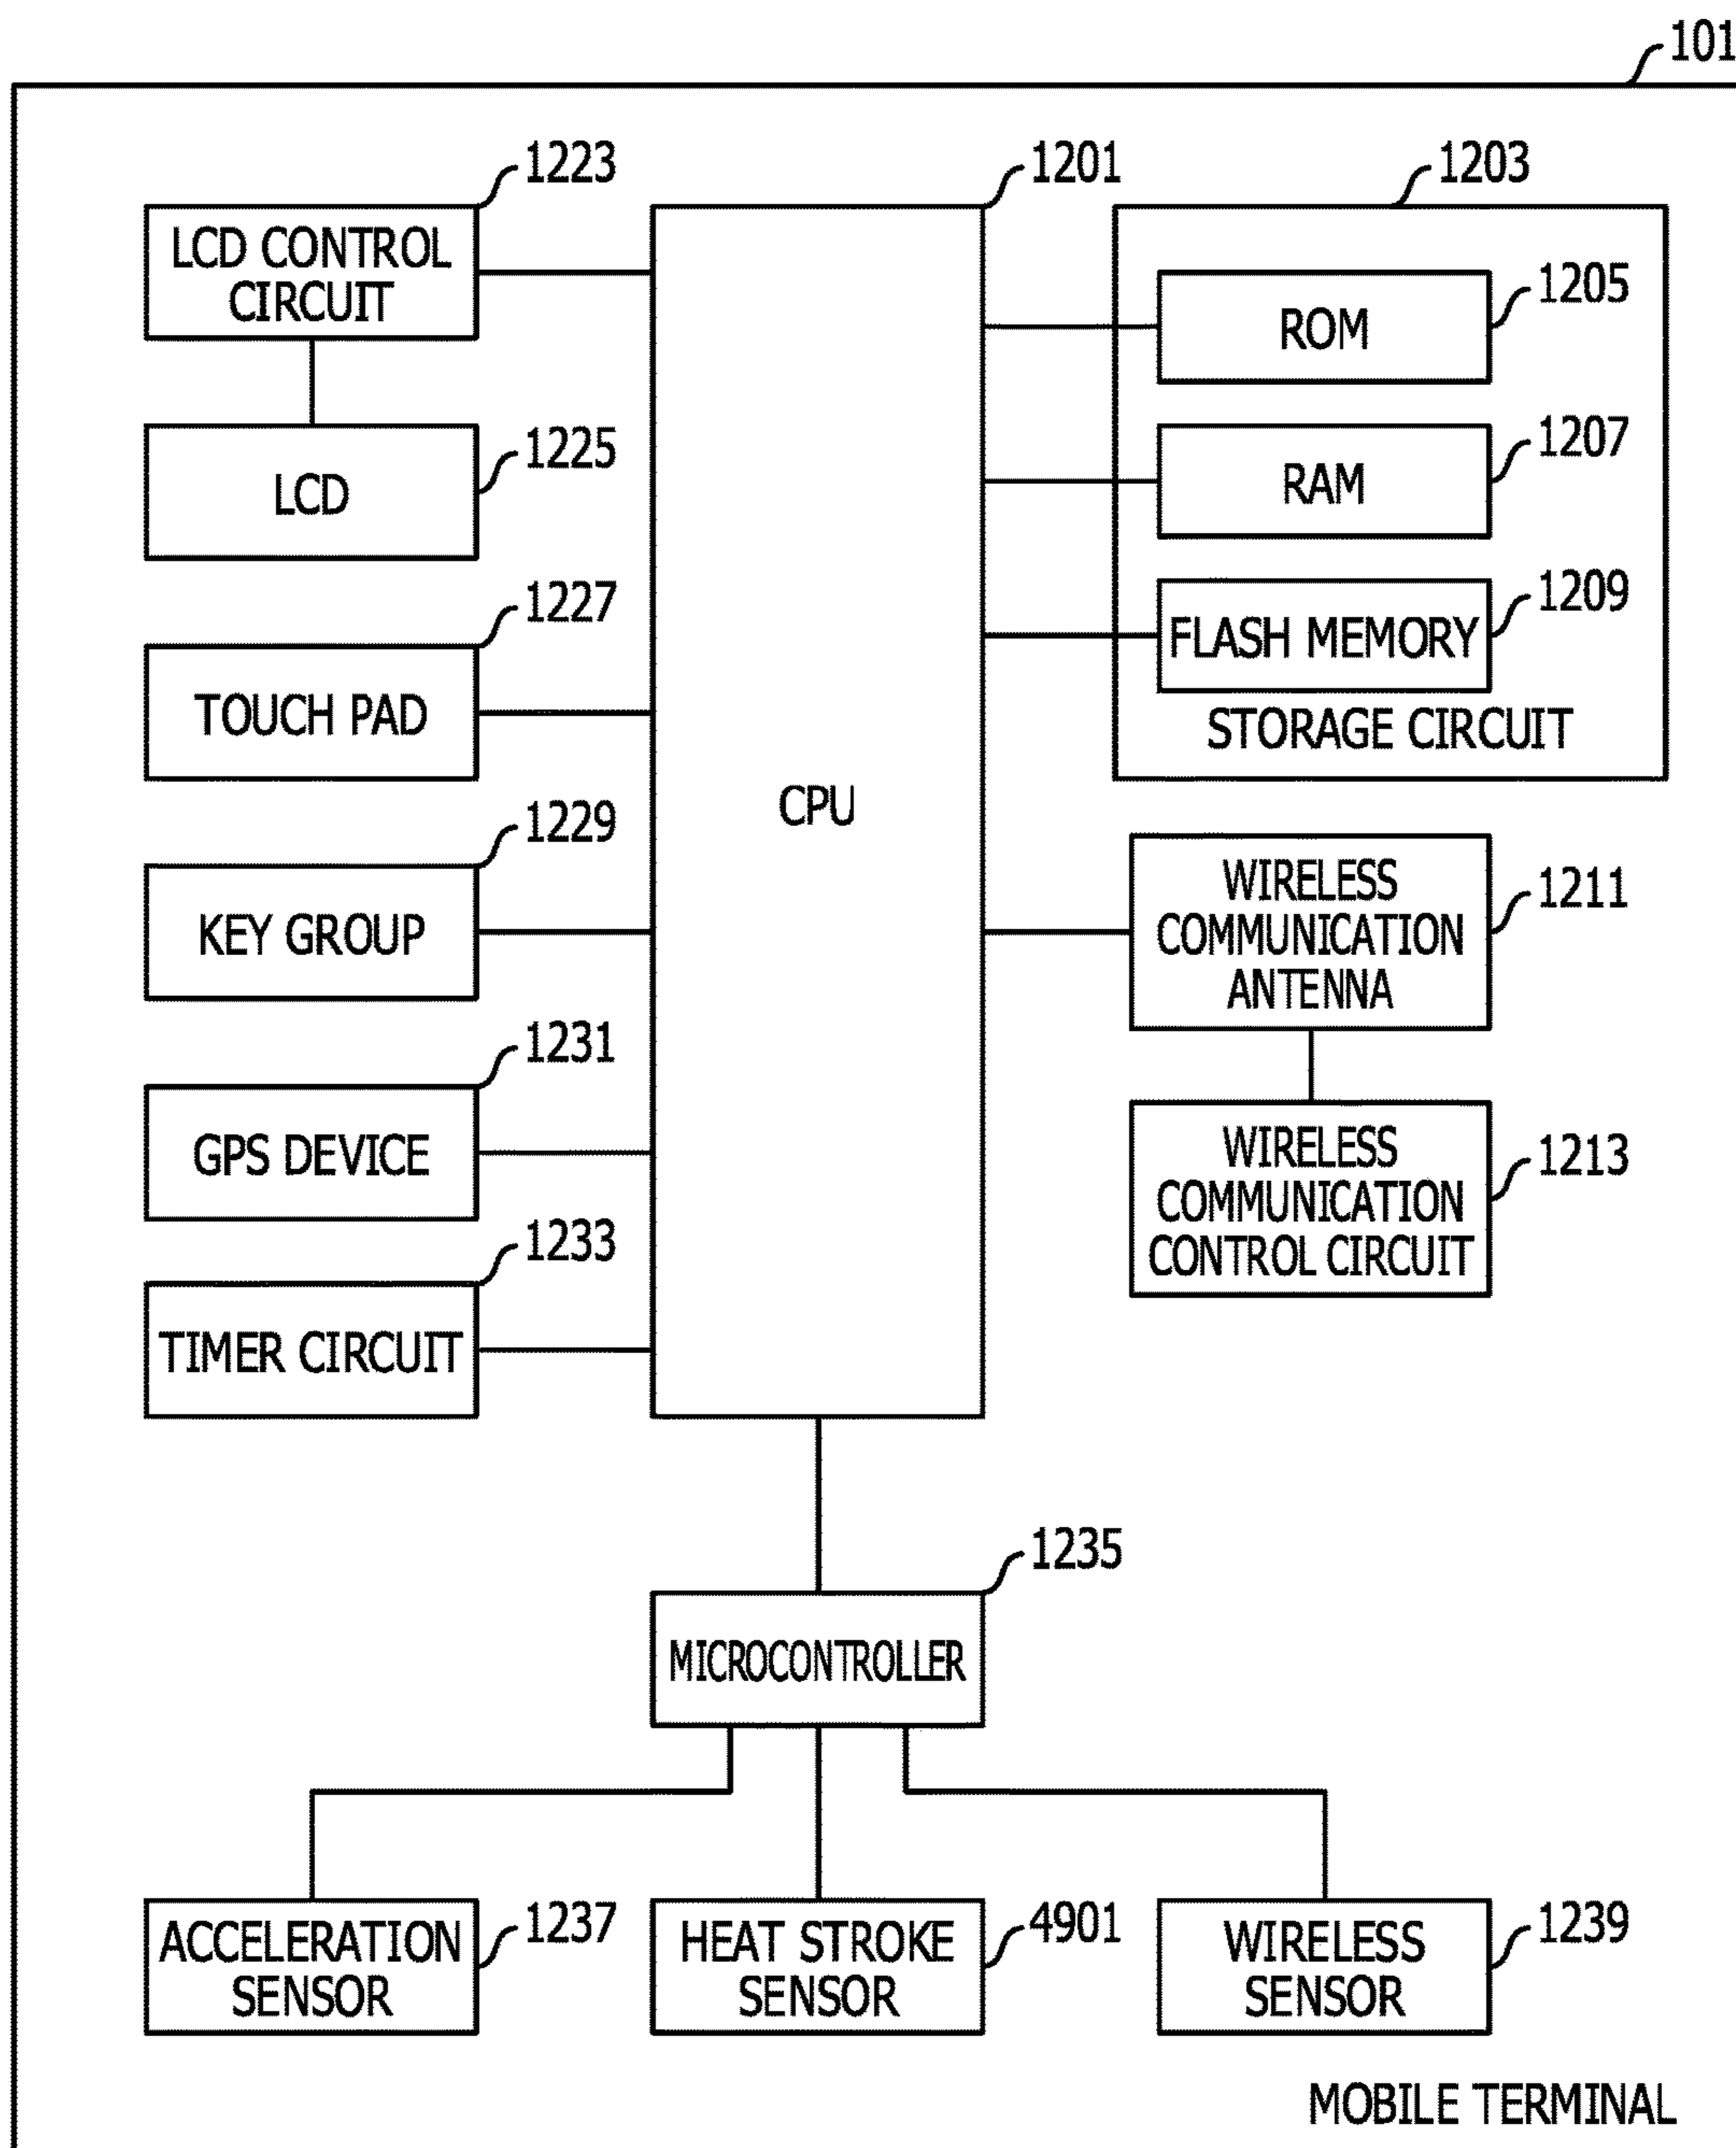 101
1223
1201
1203
LCD CONTROL
CIRCUIT
ROM
1205
LCD
1225
RAM
1207
1227
TOUCH PAD
FLASH MEMORY
1209
STORAGE CIRCUIT
CPU
1229
KEY GROUP
WIRELESS
COMMUNICATION
ANTENNA
1211
1231
GPS DEVICE
WIRELESS
COMMUNICATION
CONTROL CIRCUIT
1213
1233
TIMER CIRCUIT
1235
MICROCONTROLLER
ACCELERATION
SENSOR
1237
HEAT STROKE
SENSOR
4901
WIRELESS
SENSOR
1239
MOBILE TERMINAL